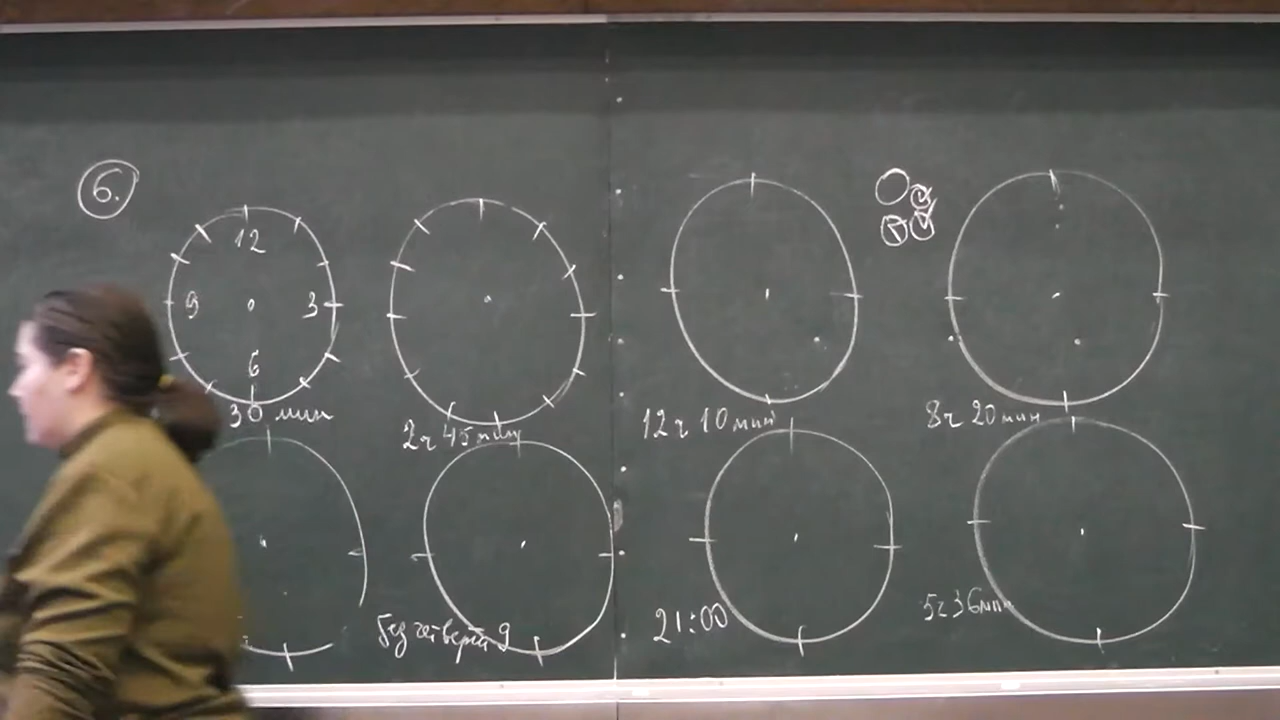 6.
12
9 3
6
30 мин
2ч 45 мин
12ч 10 мин
8ч 20 мин
без четверти 9
21:00
5ч 36 мин